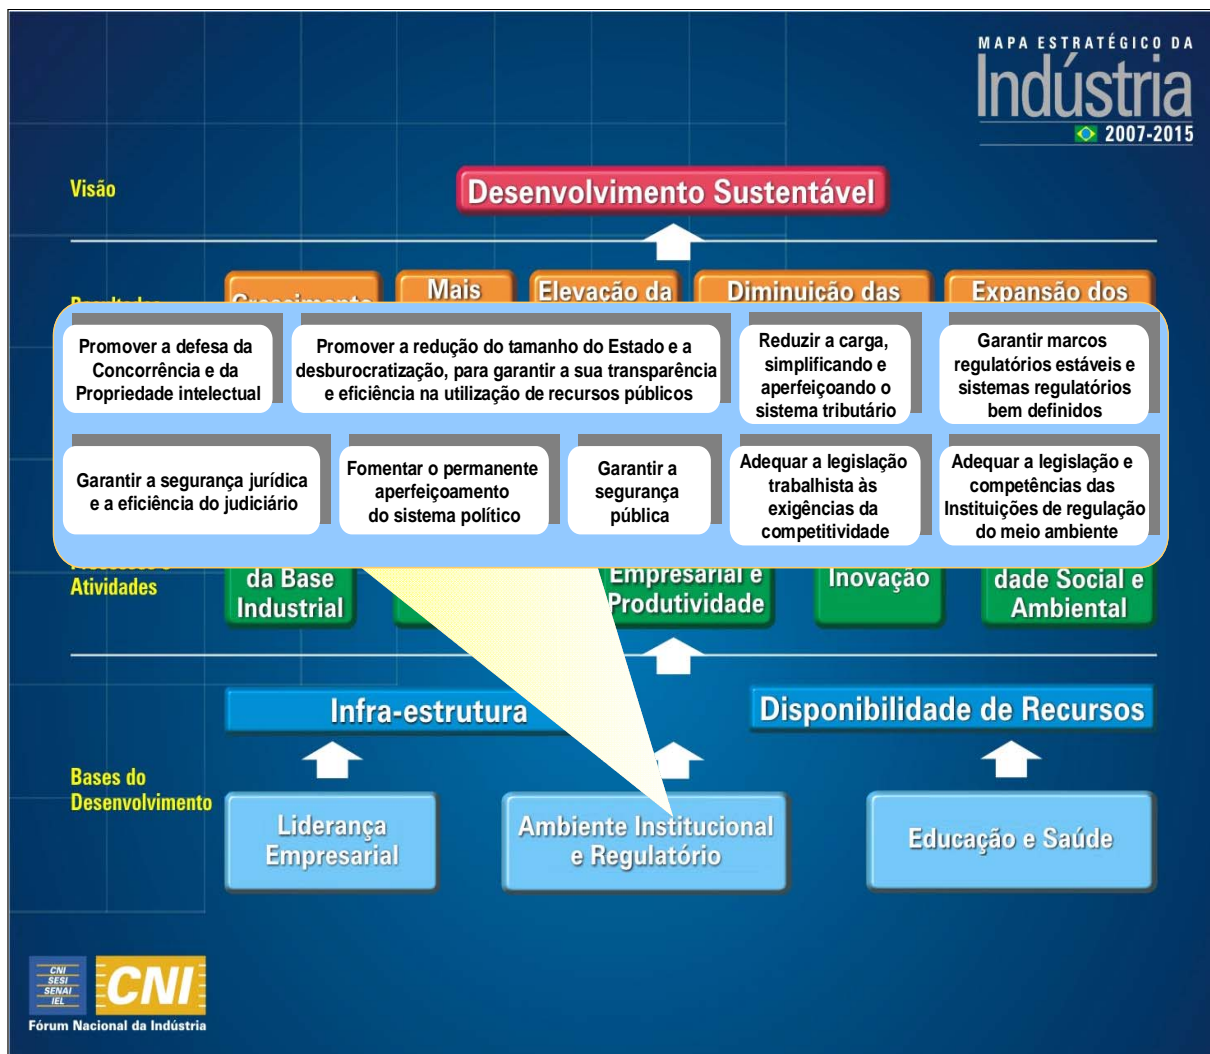 MAPA ESTRATÉGICO DA
Indústria
2007-2015
Visão
Desenvolvimento Sustentável
Mais
Elevação da
Diminuição das
Expansão dos
Resultados
Crescimento
Promover a defesa da
Concorrência e da
Propriedade intelectual
Promover a redução do tamanho do Estado e a
desburocratização, para garantir a sua transparência
e eficiência na utilização de recursos públicos
Reduzir a carga,
simplificando e
aperfeiçoando o
sistema tributário
Garantir marcos
regulatórios estáveis e
sistemas regulatórios
bem definidos
Garantir a segurança jurídica
e a eficiência do judiciário
Fomentar o permanente
aperfeiçoamento
do sistema político
Garantir a
segurança
pública
Adequar a legislação
trabalhista às
exigências da
competitividade
Adequar a legislação e
competências das
Instituições de regulação
do meio ambiente
Atividades
da Base
Industrial
Empresarial e
Produtividade
Inovação
dade Social e
Ambiental
Infra-estrutura
Disponibilidade de Recursos
Bases do
Desenvolvimento
Liderança
Empresarial
Ambiente Institucional
e Regulatório
Educação e Saúde
CNI
SESI
SENAI
IEL
CNI
Fórum Nacional da Indústria